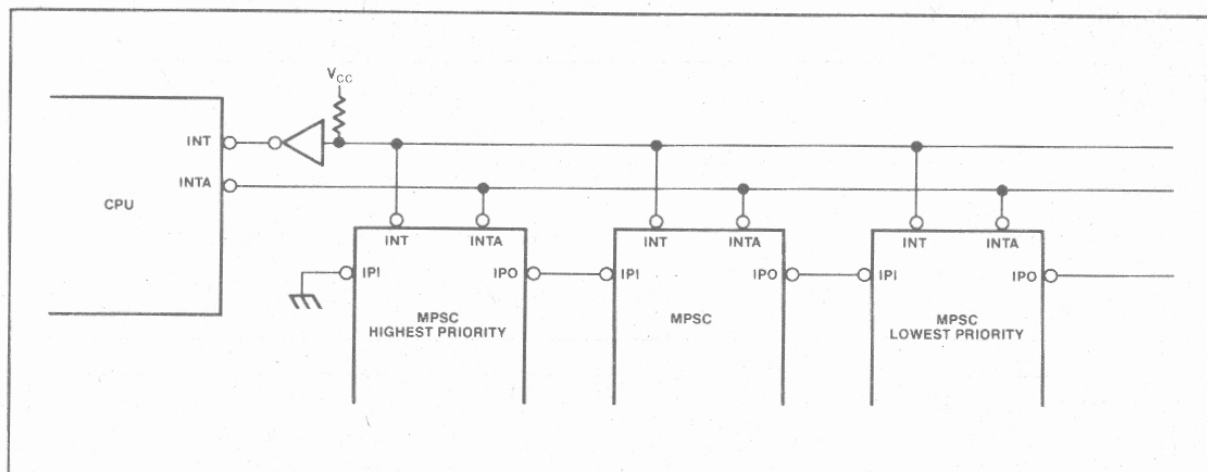 VCC
INT
INTA
CPU
INT
INTA
INT
INTA
INT
INTA
IPI
IPO
IPI
IPO
IPI
IPO
MPSC
HIGHEST PRIORITY
MPSC
MPSC
LOWEST PRIORITY